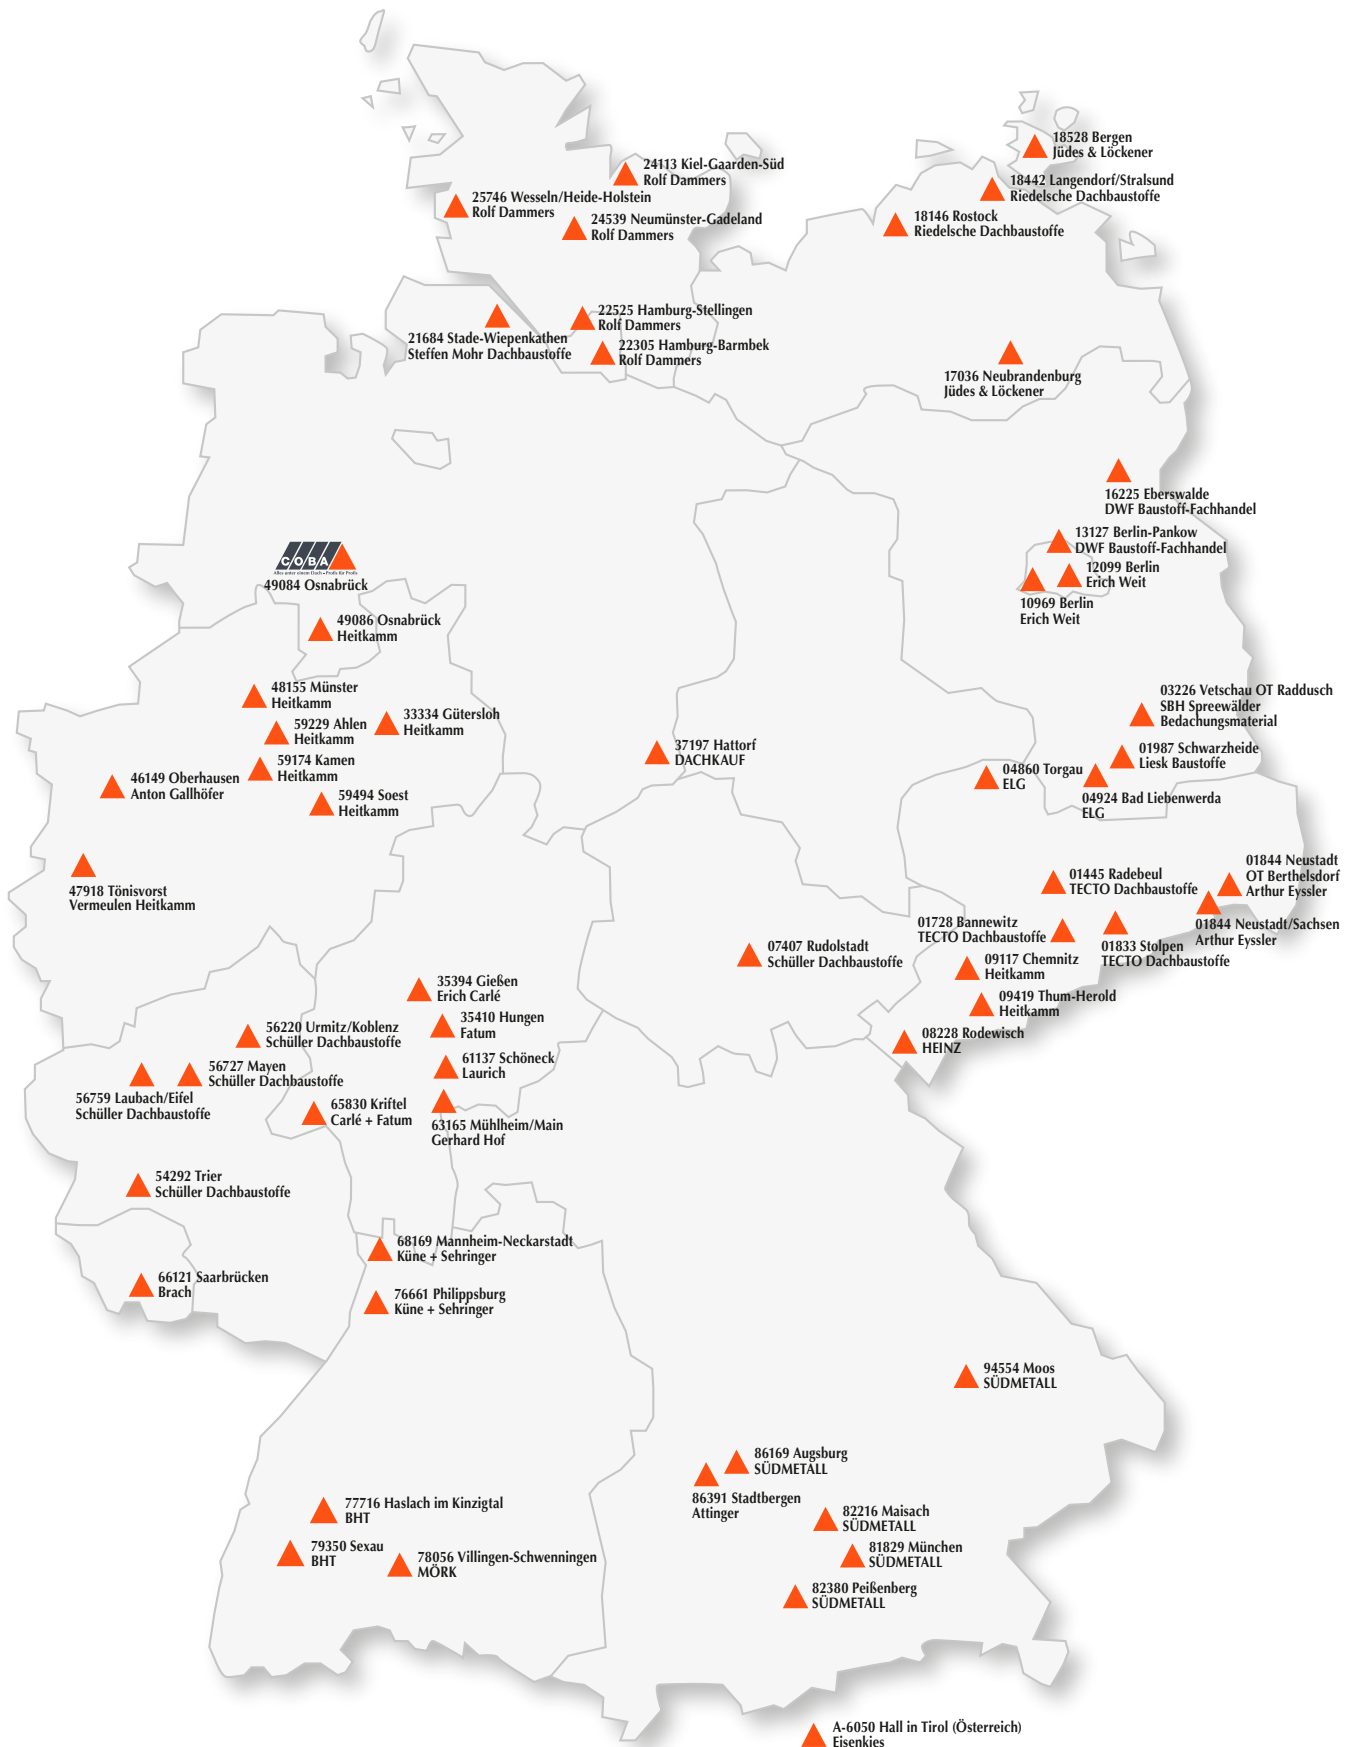 18528 Bergen
Jüdes & Löckener
24113 Kiel-Gaarden-Süd
Rolf Dammers
18442 Langendorf/Stralsund
Riedelsche Dachbaustoffe
25746 Wesseln/Heide-Holstein
Rolf Dammers
24539 Neumünster-Gadeland
Rolf Dammers
18146 Rostock
Riedelsche Dachbaustoffe
22525 Hamburg-Stellingen
Rolf Dammers
21684 Stade-Wiepenkathen
Steffen Mohr Dachbaustoffe
22305 Hamburg-Barmbek
Rolf Dammers
17036 Neubrandenburg
Jüdes & Löckener
16225 Eberswalde
DWF Baustoff-Fachhandel
13127 Berlin-Pankow
DWF Baustoff-Fachhandel
12099 Berlin
Erich Weit
10969 Berlin
Erich Weit
COBA
Alles unter einem Dach • Profis für Profis
49084 Osnabrück
49086 Osnabrück
Heitkamm
48155 Münster
Heitkamm
59229 Ahlen
Heitkamm
33334 Gütersloh
Heitkamm
59174 Kamen
Heitkamm
46149 Oberhausen
Anton Gallhöfer
59494 Soest
Heitkamm
37197 Hattorf
DACHKAUF
03226 Vetschau OT Raddusch
SBH Spreewälder
Bedachungsmaterial
01987 Schwarzheide
Liesk Baustoffe
04860 Torgau
ELG
04924 Bad Liebenwerda
ELG
47918 Tönisvorst
Vermeulen Heitkamm
01445 Radebeul
TECTO Dachbaustoffe
01844 Neustadt
OT Berthelsdorf
Arthur Eyssler
01728 Bannewitz
TECTO Dachbaustoffe
01844 Neustadt/Sachsen
Arthur Eyssler
01833 Stolpen
TECTO Dachbaustoffe
07407 Rudolstadt
Schüller Dachbaustoffe
09117 Chemnitz
Heitkamm
35394 Gießen
Erich Carlé
09419 Thum-Herold
Heitkamm
35410 Hungen
Fatum
56220 Urmitz/Koblenz
Schüller Dachbaustoffe
08228 Rodewisch
HEINZ
61137 Schöneck
Laurich
56727 Mayen
Schüller Dachbaustoffe
56759 Laubach/Eifel
Schüller Dachbaustoffe
65830 Kriftel
Carlé + Fatum
63165 Mühlheim/Main
Gerhard Hof
54292 Trier
Schüller Dachbaustoffe
68169 Mannheim-Neckarstadt
Küne + Sehringer
66121 Saarbrücken
Brach
76661 Philippsburg
Küne + Sehringer
94554 Moos
SÜDMETALL
86169 Augsburg
SÜDMETALL
86391 Stadtbergen
Attinger
77716 Haslach im Kinzigtal
BHT
82216 Maisach
SÜDMETALL
79350 Sexau
BHT
78056 Villingen-Schwenningen
MÖRK
81829 München
SÜDMETALL
82380 Peißenberg
SÜDMETALL
A-6050 Hall in Tirol (Österreich)
Eisenkies